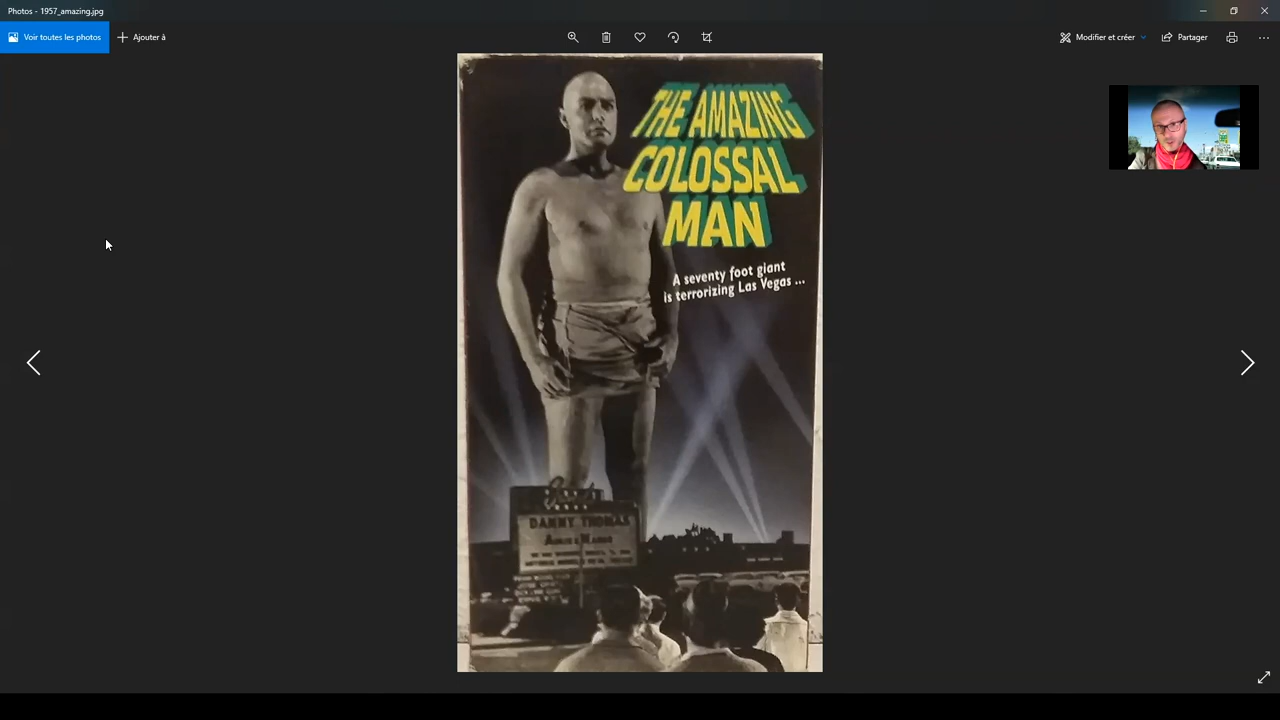 Photos - 1957_amazing.jpg
Voir toutes les photos
Ajouter à
Modifier et créer
Partager
THE AMAZING
COLOSSAL
MAN
A seventy foot giant
is terrorizing Las Vegas ...
DANNY THOMAS